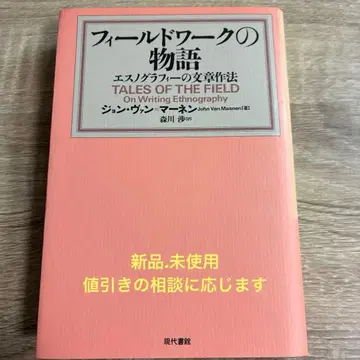 フィールドワークの
物語
エスノグラフィーの文章作法
TALES OF THE FIELD
On Writing Ethnography
ジョン・ヴァン=マーネン John Van Maanen[著]
森川 渉[訳]
新品.未使用
値引きの相談に応じます
現代書館